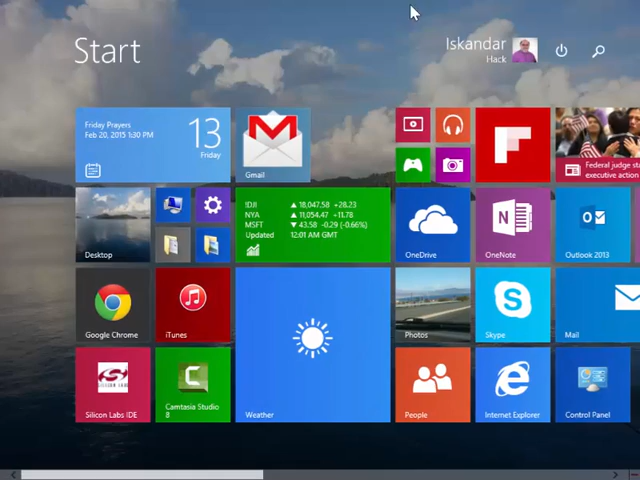 Start
Iskandar
Hack
Friday Prayers
Feb 20, 2015 1:30 PM
13
Friday
Gmail
Federal judge
executive action
Desktop
!DJI ▲ 18,047.58 +28.23
NYA ▲ 11,054.47 +11.78
MSFT ▼ 43.58 -0.29 (-0.66%)
Updated 12:01 AM GMT
OneDrive
OneNote
Outlook 2013
Google Chrome
iTunes
Photos
Skype
Mail
SILICON LABS
Silicon Labs IDE
Camtasia Studio
8
Weather
People
Internet Explorer
Control Panel